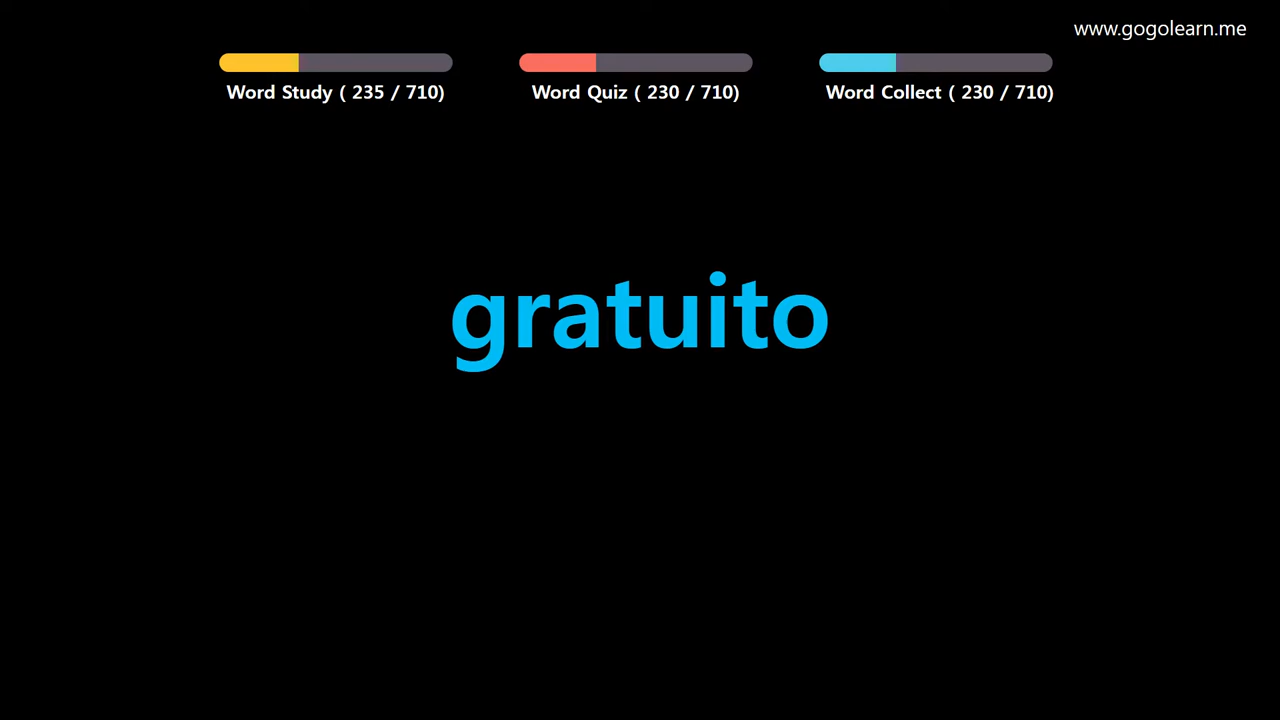 www.gogolearn.me
Word Study ( 235 / 710)
Word Quiz ( 230 / 710)
Word Collect ( 230 / 710)
gratuito